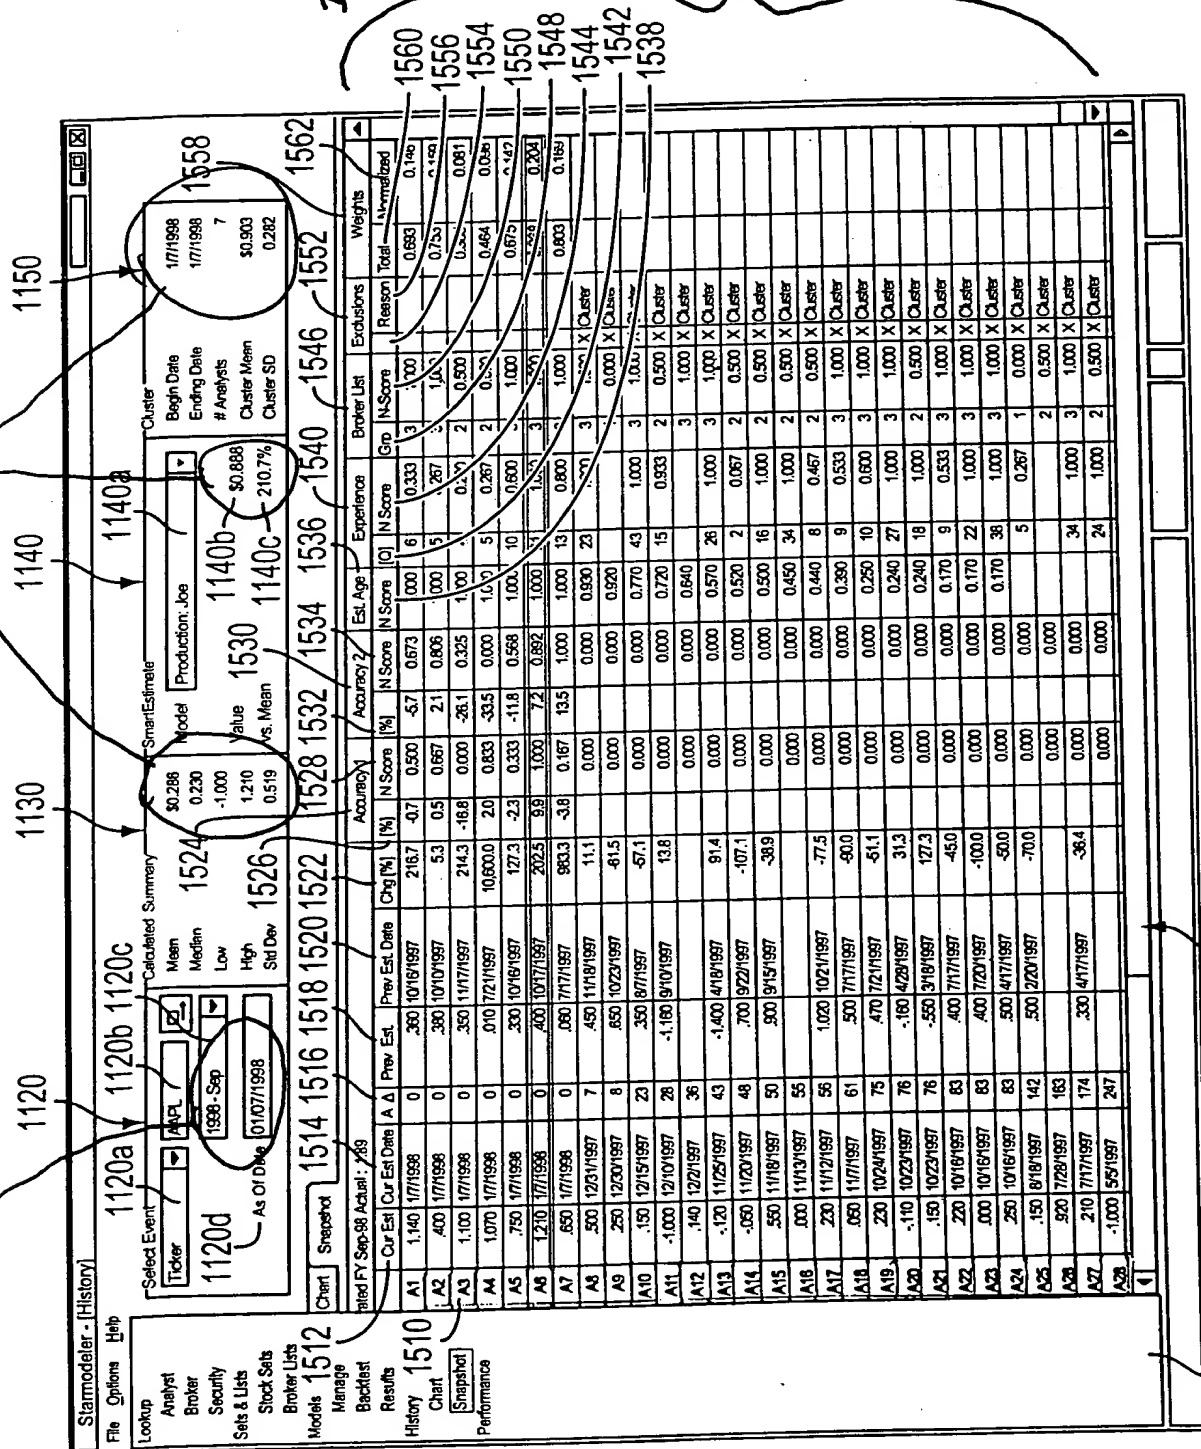 Starmodeler - [History]
File Options Help
Lookup
Analyst
Broker
Security
Sets & Lists
Stock Sets
Broker Lists
Models
Manage
Backtest
Results
History
Chart
Snapshot
Performance
1120
1130
1140
1150
1120a
1120b
1120c
1120d
1140a
1140b
1140c
Select Event
Ticker
AAPL
1998 - Sep
As Of Date 01/07/1998
Calculated Summary
Mean $0.286
Median 0.230
Low -1.000
High 1.210
Std Dev 0.519
SmartEstimate
Model Production: Joe
Value $0.888
vs. Mean 210.7%
Cluster
Begin Date 1/7/1998
Ending Date 1/7/1998
# Analysts 7
Cluster Mean $0.903
Cluster SD 0.282
1510
1512
1514
1516
1518
1520
1522
1524
1526
1528
1530
1532
1534
1536
1540
1546
1552
1558
1562
1560
1556
1554
1550
1548
1544
1542
1538
Chart Snapshot
FY Sep-98 Actual:
Accuracy 1 Accuracy 2 Est. Age Experience Broker List Exclusions Weights
Cur Est Cur Est Date A Δ Prev Est. Prev Est. Date Chg [%] [%] N Score [%] N Score N Score [Q] N Score Grp N-Score Reason Total Normalized
A1 1.140 1/7/1998 0 .360 10/16/1997 216.7 -0.7 0.500 -5.7 0.673 6 0.333 3 0.693 0.146
A2 .400 1/7/1998 0 .380 10/10/1997 5.3 0.5 0.667 2.1 0.806 5
A3 1.100 1/7/1998 0 .350 11/17/1997 214.3 -16.8 0.000 -26.1 0.325 2 0.500 0.081
A4 1.070 1/7/1998 0 .010 7/21/1997 10,600.0 2.0 0.833 -33.5 0.000 5 0.267 2 0.464
A5 .750 1/7/1998 0 .330 10/16/1997 127.3 -2.3 0.333 -11.8 0.568 10 0.600 1.000 0.675
A6 1.210 1/7/1998 0 .400 10/17/1997 202.5 9.9 1.000 7.2 0.892 1.000 3 0.204
A7 .650 1/7/1998 0 .060 7/17/1997 983.3 -3.8 0.167 13.5 1.000 1.000 13 0.800 1.000 0.803 0.169
A8 .500 12/31/1997 7 .450 11/18/1997 11.1 0.000 0.000 0.930 23 3 X Cluster
A9 .250 12/30/1997 8 .650 10/23/1997 -61.5 0.000 0.000 0.920 0.000 X
A10 .150 12/15/1997 23 .350 8/7/1997 -57.1 0.000 0.000 0.770 43 1.000 3
A11 -1.000 12/10/1997 28 -1.160 9/10/1997 13.8 0.000 0.000 0.720 15 0.933 2 0.500 X Cluster
A12 .140 12/2/1997 36 0.000 0.000 0.640 3 1.000 X Cluster
A13 -.120 11/25/1997 43 -1.400 4/18/1997 91.4 0.000 0.000 0.570 26 1.000 3 1.000 X Cluster
A14 -.050 11/20/1997 48 .700 9/22/1997 -107.1 0.000 0.000 0.520 2 0.067 2 0.500 X Cluster
A15 .550 11/18/1997 50 .900 9/15/1997 -38.9 0.000 0.000 0.500 16 1.000 2 0.500 X Cluster
A16 .000 11/13/1997 55 0.000 0.000 0.450 34 1.000 2 0.500 X Cluster
A17 .230 11/12/1997 56 1.020 10/21/1997 -77.5 0.000 0.000 0.440 8 0.467 2 0.500 X Cluster
A18 .050 11/7/1997 61 .500 7/17/1997 -90.0 0.000 0.000 0.390 9 0.533 3 1.000 X Cluster
A19 .230 10/24/1997 75 .470 7/21/1997 -51.1 0.000 0.000 0.250 10 0.600 3 1.000 X Cluster
A20 -.110 10/23/1997 76 -.160 4/28/1997 31.3 0.000 0.000 0.240 27 1.000 3 1.000 X Cluster
A21 .150 10/23/1997 76 -.550 3/18/1997 127.3 0.000 0.000 0.240 18 1.000 2 0.500 X Cluster
A22 .220 10/16/1997 83 .400 7/17/1997 -45.0 0.000 0.000 0.170 9 0.533 3 1.000 X Cluster
A23 .000 10/16/1997 83 .400 7/20/1997 -100.0 0.000 0.000 0.170 22 1.000 3 1.000 X Cluster
A24 .250 10/16/1997 83 .500 4/17/1997 -50.0 0.000 0.000 0.170 38 1.000 3 1.000 X Cluster
A25 .150 8/18/1997 142 .500 2/20/1997 -70.0 0.000 0.000 5 0.267 1 0.000 X Cluster
A26 .920 7/28/1997 163 0.000 0.000 2 0.500 X Cluster
A27 .210 7/17/1997 174 .330 4/17/1997 -36.4 0.000 0.000 34 1.000 3 1.000 X Cluster
A28 -1.000 5/5/1997 247 0.000 0.000 24 1.000 2 0.500 X Cluster